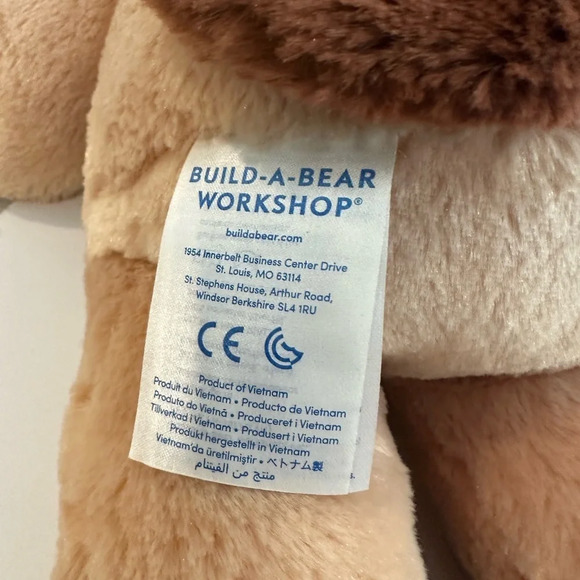 BUILD-A-BEAR
WORKSHOP®
buildabear.com
1954 Innerbelt Business Center Drive
St. Louis, MO 63114
St. Stephens House, Arthur Road,
Windsor Berkshire SL4 1RU
CE
Product of Vietnam
Produit du Vietnam • Producto de Vietnam
Produto do Vietnã • Produceret i Vietnam
Tillverkad i Vietnam • Produsert i Vietnam
Produkt hergestellt in Vietnam
Vietnam'da üretilmiştir • ベトナム製
منتج من الفيتنام